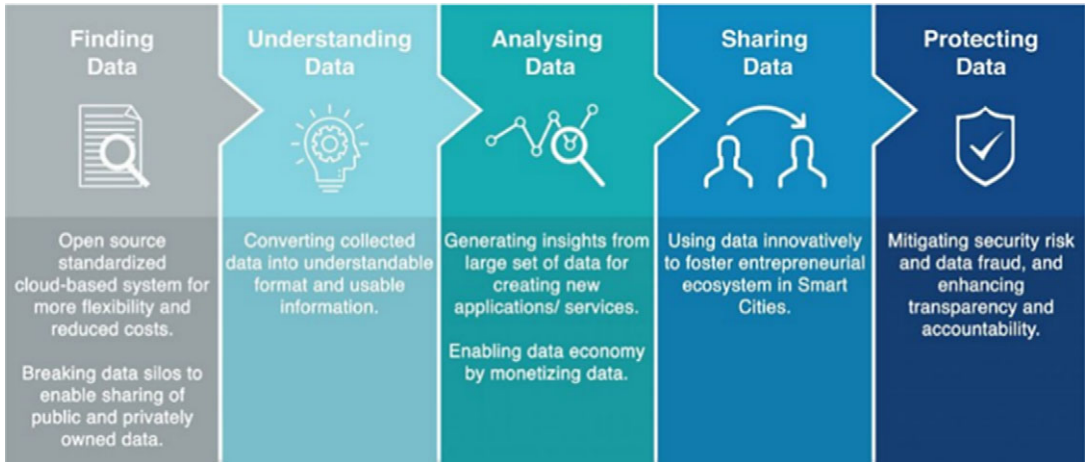 Finding
Data
Open source
standardized
cloud-based system for
more flexibility and
reduced costs.
Breaking data silos to
enable sharing of
public and privately
owned data.
Understanding
Data
Converting collected
data into understandable
format and usable
information.
Analysing
Data
Generating insights from
large set of data for
creating new
applications/ services.
Enabling data economy
by monetizing data.
Sharing
Data
Using data innovatively
to foster entrepreneurial
ecosystem in Smart
Cities.
Protecting
Data
Mitigating security risk
and data fraud, and
enhancing
transparency and
accountability.